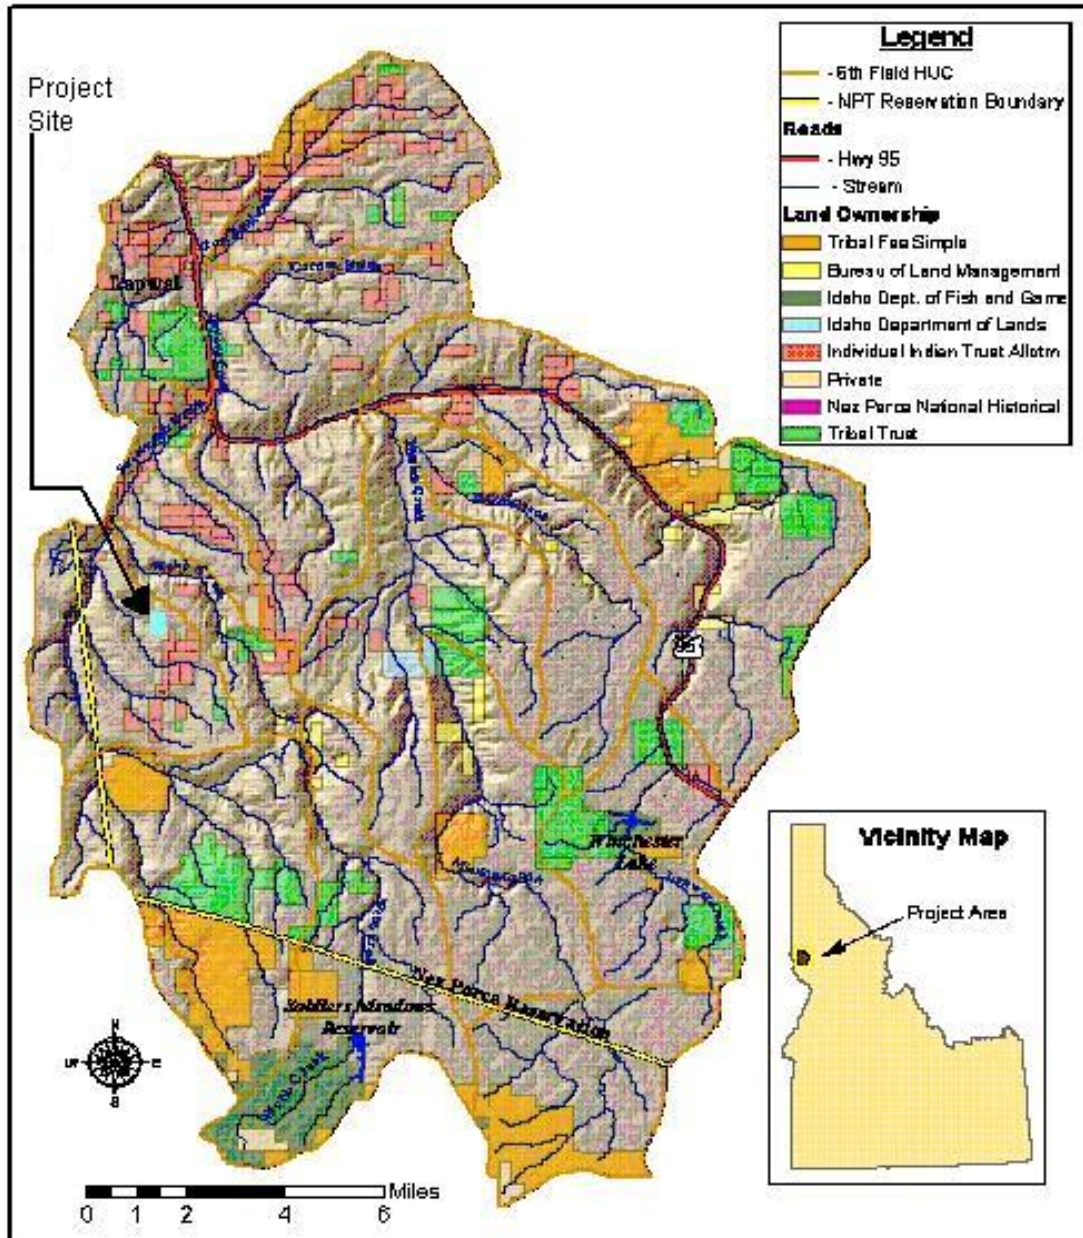 Project
Site
Legend
- 6th Field HUC
- NPT Reservation Boundary
Roads
- Hwy 95
- Stream
Land Ownership
Tribal Fee Simple
Bureau of Land Management
Idaho Dept. of Fish and Game
Idaho Department of Lands
Individual Indian Trust Allotm
Private
Nez Perce National Historical
Tribal Trust
Lapwai
95
Winchester
Lake
Nez Perce Reservation
Soldiers Meadows
Reservoir
Vicinity Map
Project Area
N
E
S
Miles
0 1 2 4 6